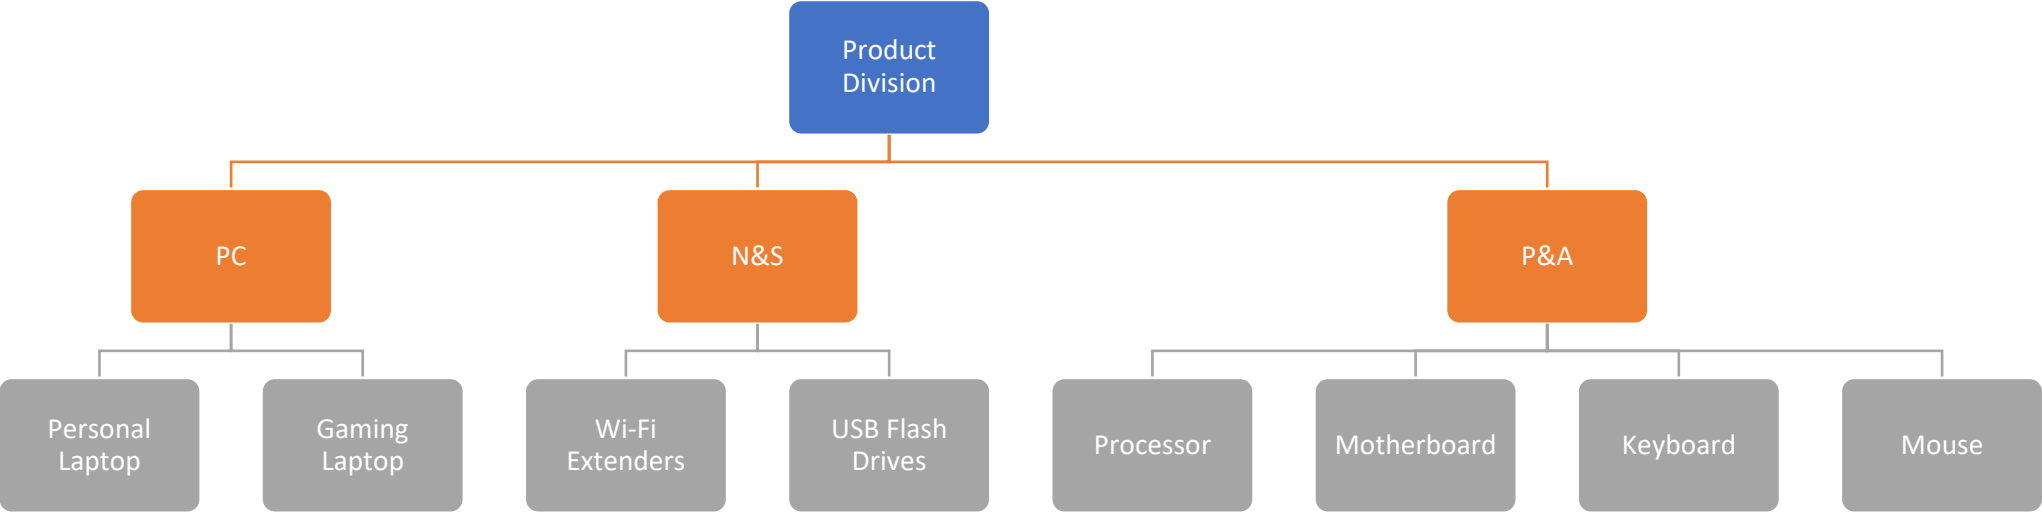 Product
Division
PC
N&S
P&A
Personal
Laptop
Gaming
Laptop
Wi-Fi
Extenders
USB Flash
Drives
Processor
Motherboard
Keyboard
Mouse